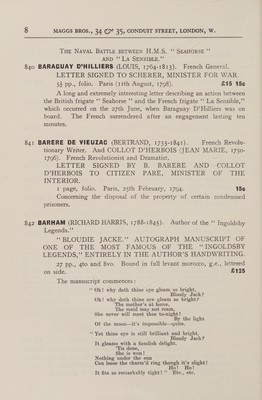 8 MAGGS BROS., 34 & 35, CONDUIT STREET, LONDON, W.
The Naval Battle between H.M.S. " Seahorse "
and " La Sensible."
840 BARAGUAY D'HILLIERS (LOUIS, 1764-1813). French General.
LETTER SIGNED TO SCHERER, MINISTER FOR WAR.
5½ pp., folio. Paris (11th August, 1798). £15 15s
A long and extremely interesting letter describing an action between
the British frigate " Seahorse " and the French frigate " La Sensible,"
which occurred on the 27th June, when Baraguay D'Hilliers was on
board. The French surrendered after an engagement lasting ten
minutes.
841 BARERE DE VIEUZAC (BERTRAND, 1755-1841). French Revolu-
tionary Writer. And COLLOT D'HERBOIS (JEAN MARIE, 1750-
1796). French Revolutionist and Dramatist.
LETTER SIGNED BY B. BARERE AND COLLOT
D'HERBOIS TO CITIZEN PARE, MINISTER OF THE
INTERIOR.
1 page, folio. Paris, 25th February, 1794. 15s
Concerning the disposal of the property of certain condemned
prisoners.
842 BARHAM (RICHARD HARRIS, 1788-1845). Author of the " Ingoldsby
Legends."
" BLOUDIE JACKE." AUTOGRAPH MANUSCRIPT OF
ONE OF THE MOST FAMOUS OF THE " INGOLDSBY
LEGENDS," ENTIRELY IN THE AUTHOR'S HANDWRITING.
27 pp., 4to and 8vo. Bound in full levant morocco, g.e., lettered
on side. £125
The manuscript commences:
" Oh! why doth thine eye gleam so bright,
Bloudy Jack?
Oh! why doth thine eye gleam so bright?
The mother's at home,
The maid may not roam,
She never will meet thee to-night!
By the light
Of the moon—it's impossible—quite.
" Yet thine eye is still brilliant and bright,
Bloudy Jack?
It gleams with a fiendish delight,
'Tis done,
She is won!
Nothing under the sun
Can loose the charm'd ring though it's slight!
Ho! Ho!
It fits so remarkably tight! " Etc., etc.